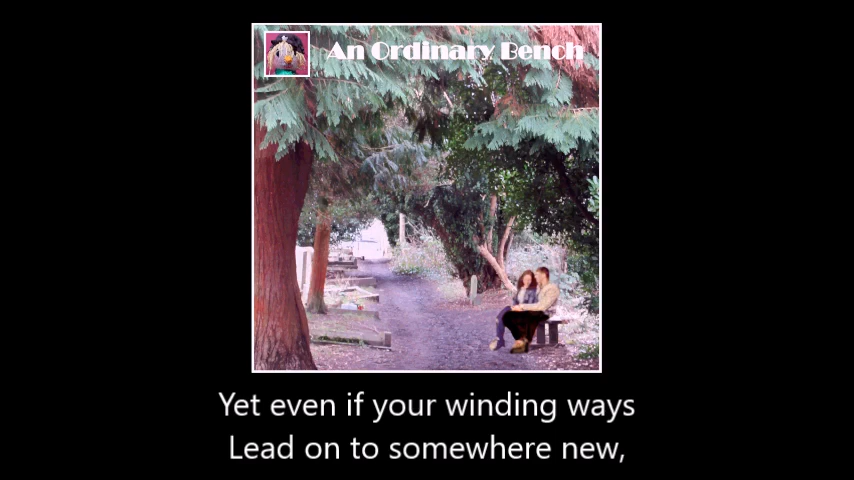 An Ordinary Bench
Yet even if your winding ways
Lead on to somewhere new,